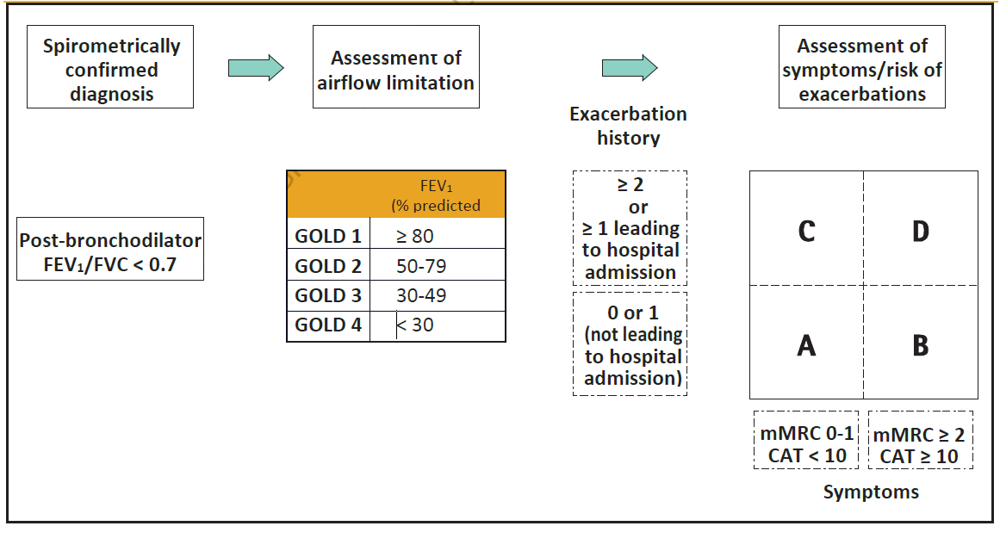 Spirometrically
confirmed
diagnosis
Assessment of
airflow limitation
Assessment of
symptoms/risk of
exacerbations
Exacerbation
history
Post-bronchodilator
FEV₁/FVC < 0.7
FEV₁
(% predicted
GOLD 1 ≥ 80
GOLD 2 50-79
GOLD 3 30-49
GOLD 4 < 30
≥ 2
or
≥ 1 leading
to hospital
admission
0 or 1
(not leading
to hospital
admission)
C D
A B
mMRC 0-1
CAT < 10
mMRC ≥ 2
CAT ≥ 10
Symptoms